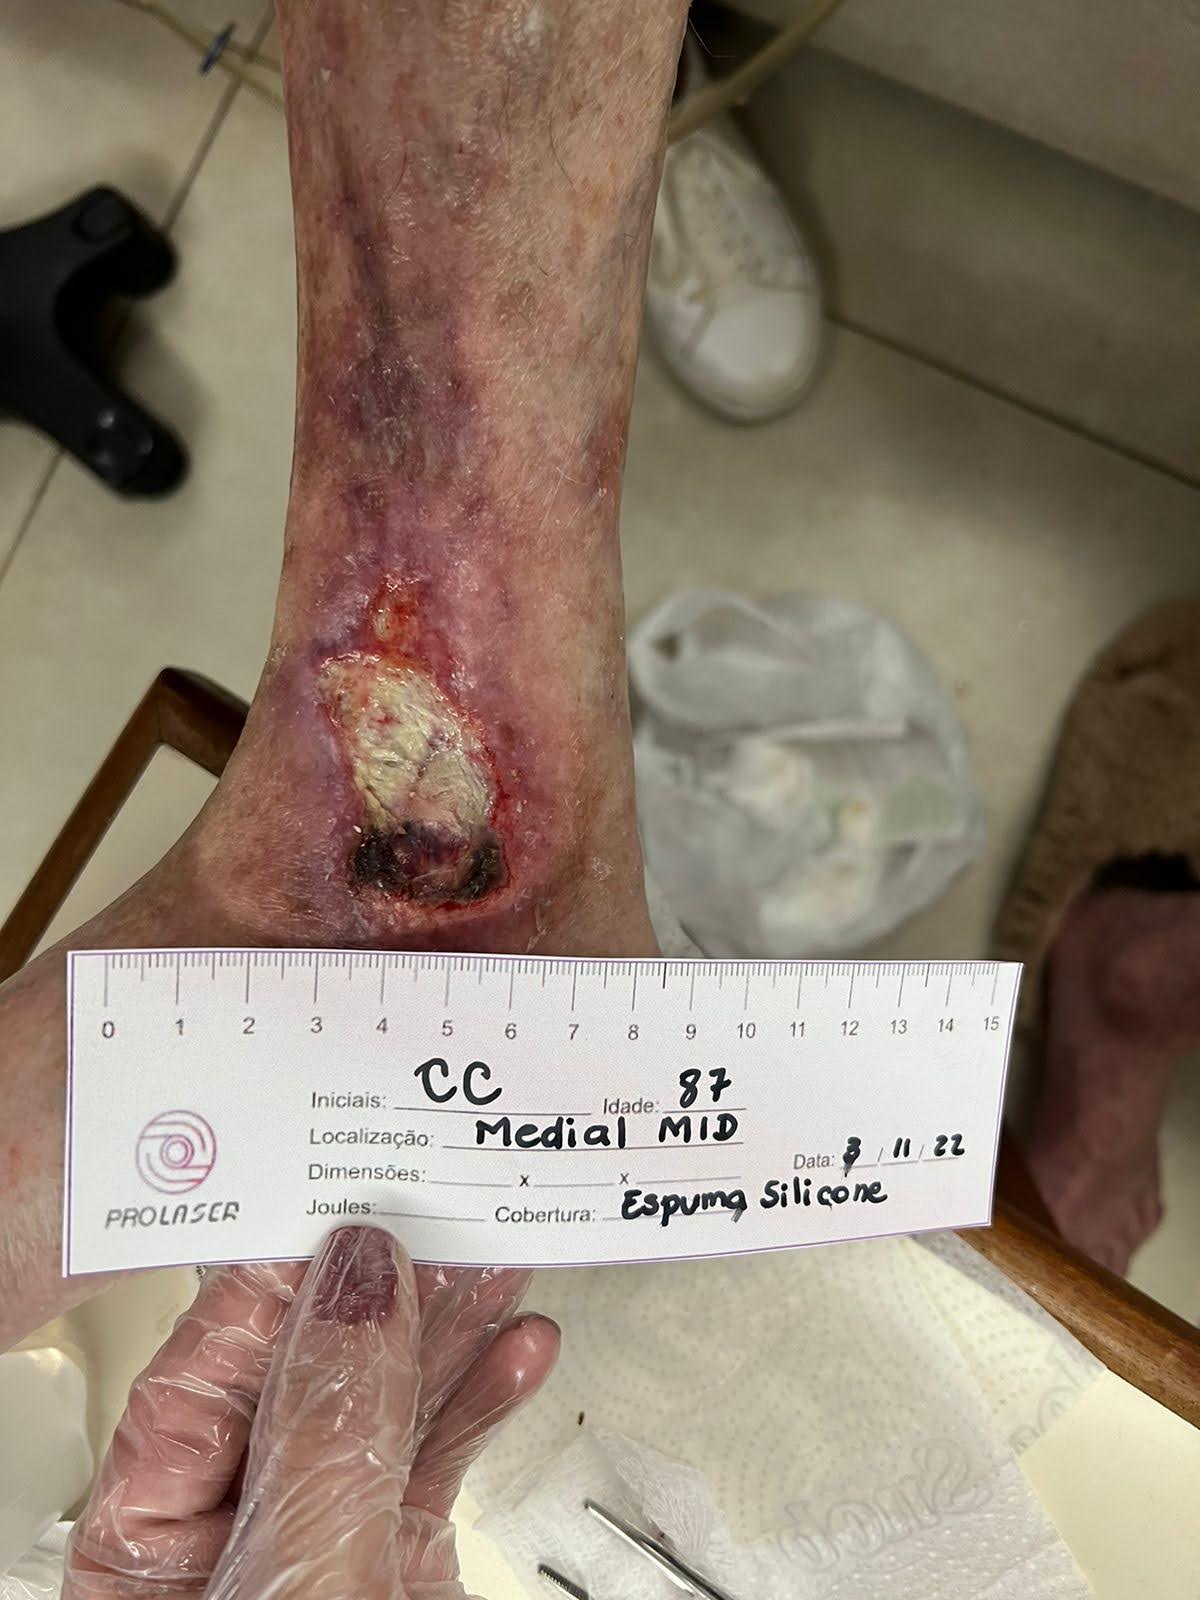 0 1 2 3 4 5 6 7 8 9 10 11 12 13 14 15
Iniciais: CC Idade: 87
Localização: Medial MID
Dimensões: x x Data: 3 / 11 / 22
Joules: Cobertura: Espuma Silicone
PROLASER